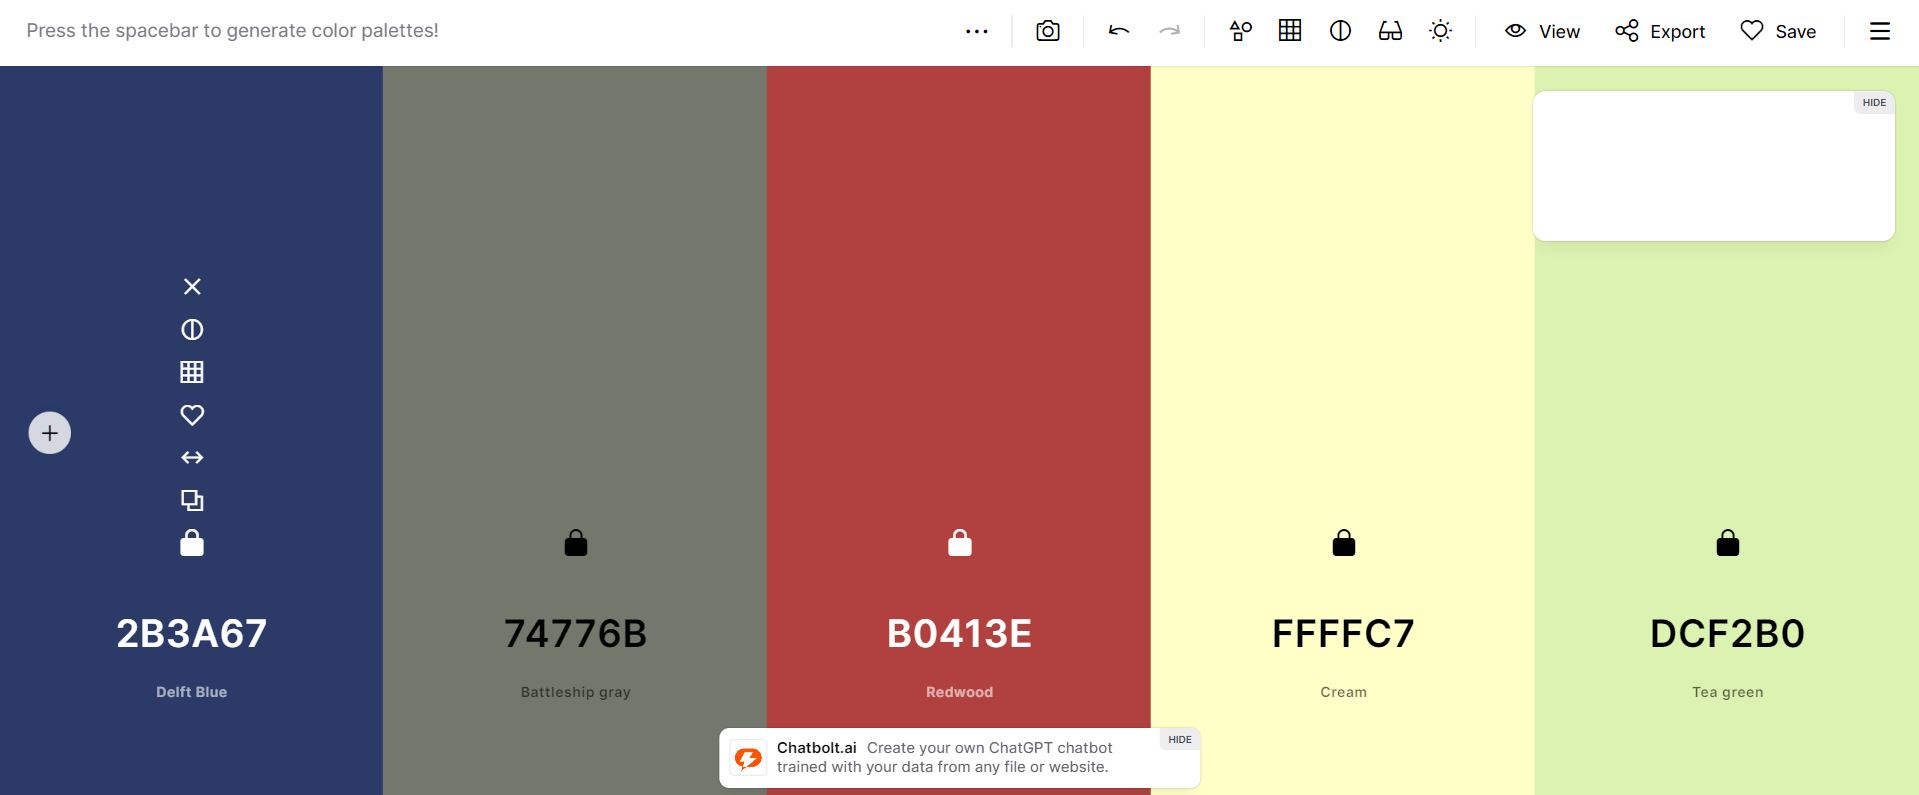 Press the spacebar to generate color palettes!
View
Export
Save
HIDE
2B3A67
74776B
B0413E
FFFFC7
DCF2B0
Delft Blue
Battleship gray
Redwood
Cream
Tea green
HIDE
Chatbolt.ai Create your own ChatGPT chatbot
trained with your data from any file or website.